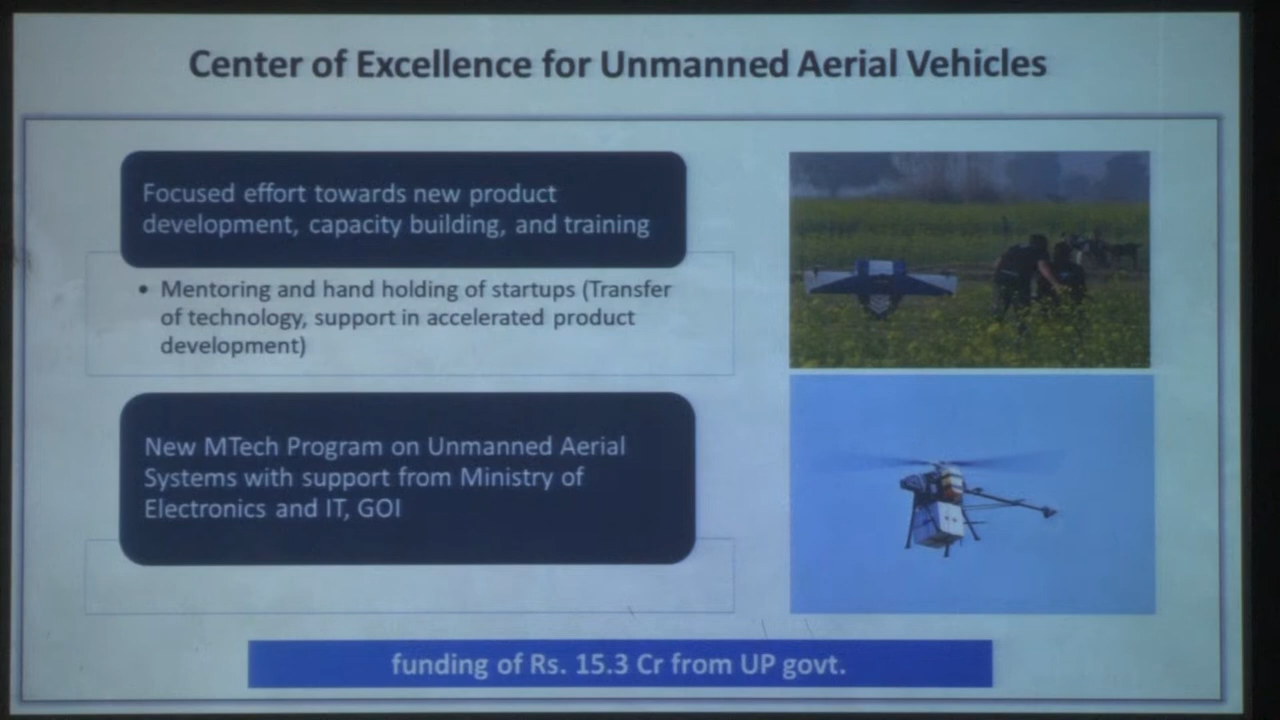 Center of Excellence for Unmanned Aerial Vehicles
Focused effort towards new product
development, capacity building, and training
• Mentoring and hand holding of startups (Transfer
of technology, support in accelerated product
development)
New MTech Program on Unmanned Aerial
Systems with support from Ministry of
Electronics and IT, GOI
funding of Rs. 15.3 Cr from UP govt.